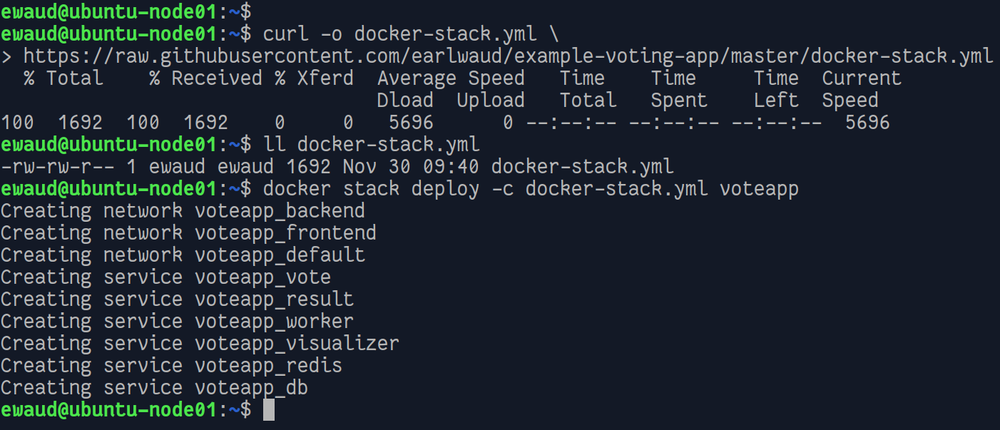 ewaud@ubuntu-node01:~$
ewaud@ubuntu-node01:~$ curl -o docker-stack.yml \
> https://raw.githubusercontent.com/earlwaud/example-voting-app/master/docker-stack.yml
  % Total    % Received % Xferd  Average Speed   Time    Time     Time  Current
                                 Dload  Upload   Total   Spent    Left  Speed
100  1692  100  1692    0     0   5696      0 --:--:-- --:--:-- --:--:--  5696
ewaud@ubuntu-node01:~$ ll docker-stack.yml
-rw-rw-r-- 1 ewaud ewaud 1692 Nov 30 09:40 docker-stack.yml
ewaud@ubuntu-node01:~$ docker stack deploy -c docker-stack.yml voteapp
Creating network voteapp_backend
Creating network voteapp_frontend
Creating network voteapp_default
Creating service voteapp_vote
Creating service voteapp_result
Creating service voteapp_worker
Creating service voteapp_visualizer
Creating service voteapp_redis
Creating service voteapp_db
ewaud@ubuntu-node01:~$